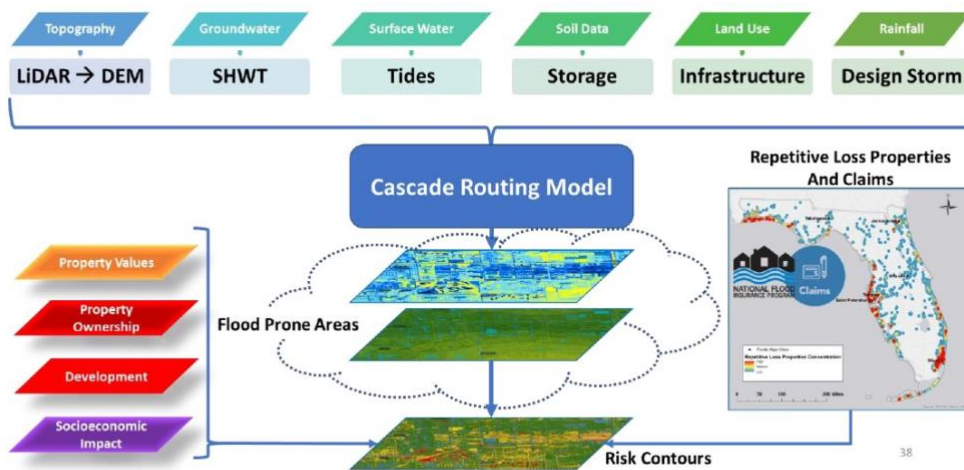 Topography
Groundwater
Surface Water
Soil Data
Land Use
Rainfall
LiDAR → DEM
SHWT
Tides
Storage
Infrastructure
Design Storm
Cascade Routing Model
Repetitive Loss Properties
And Claims
NATIONAL FLOOD
INSURANCE PROGRAM
Claims
Repetitive Loss Properties Concentration
Property Values
Property
Ownership
Development
Socioeconomic
Impact
Flood Prone Areas
Risk Contours
38